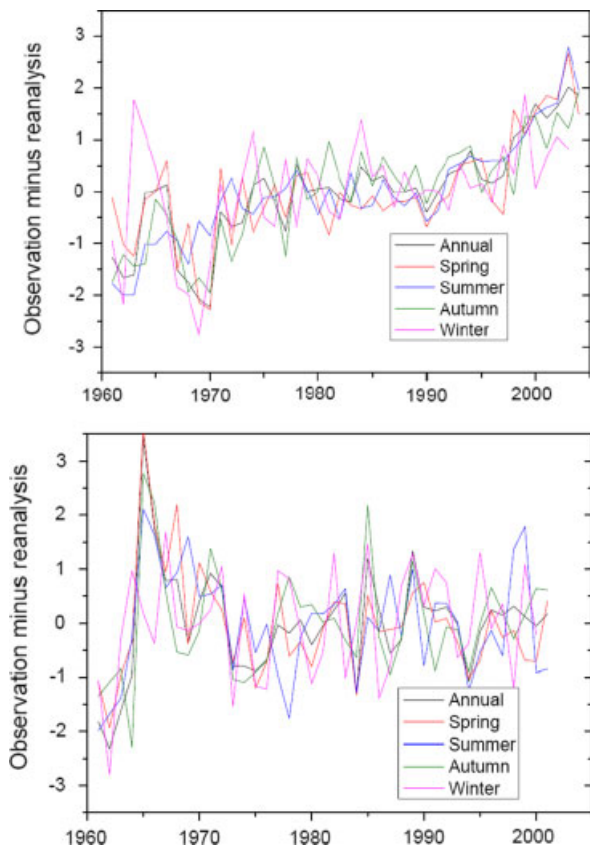 Observation minus reanalysis
3
2
1
0
-1
-2
-3
Annual
Spring
Summer
Autumn
Winter
1960 1970 1980 1990 2000
Observation minus reanalysis
3
2
1
0
-1
-2
-3
Annual
Spring
Summer
Autumn
Winter
1960 1970 1980 1990 2000